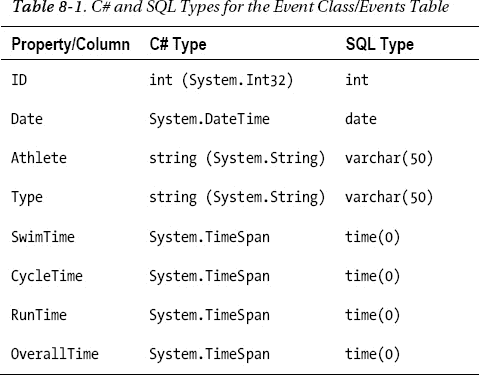 Table 8-1. C# and SQL Types for the Event Class/Events Table
Property/Column C# Type SQL Type
ID int (System.Int32) int
Date System.DateTime date
Athlete string (System.String) varchar(50)
Type string (System.String) varchar(50)
SwimTime System.TimeSpan time(0)
CycleTime System.TimeSpan time(0)
RunTime System.TimeSpan time(0)
OverallTime System.TimeSpan time(0)